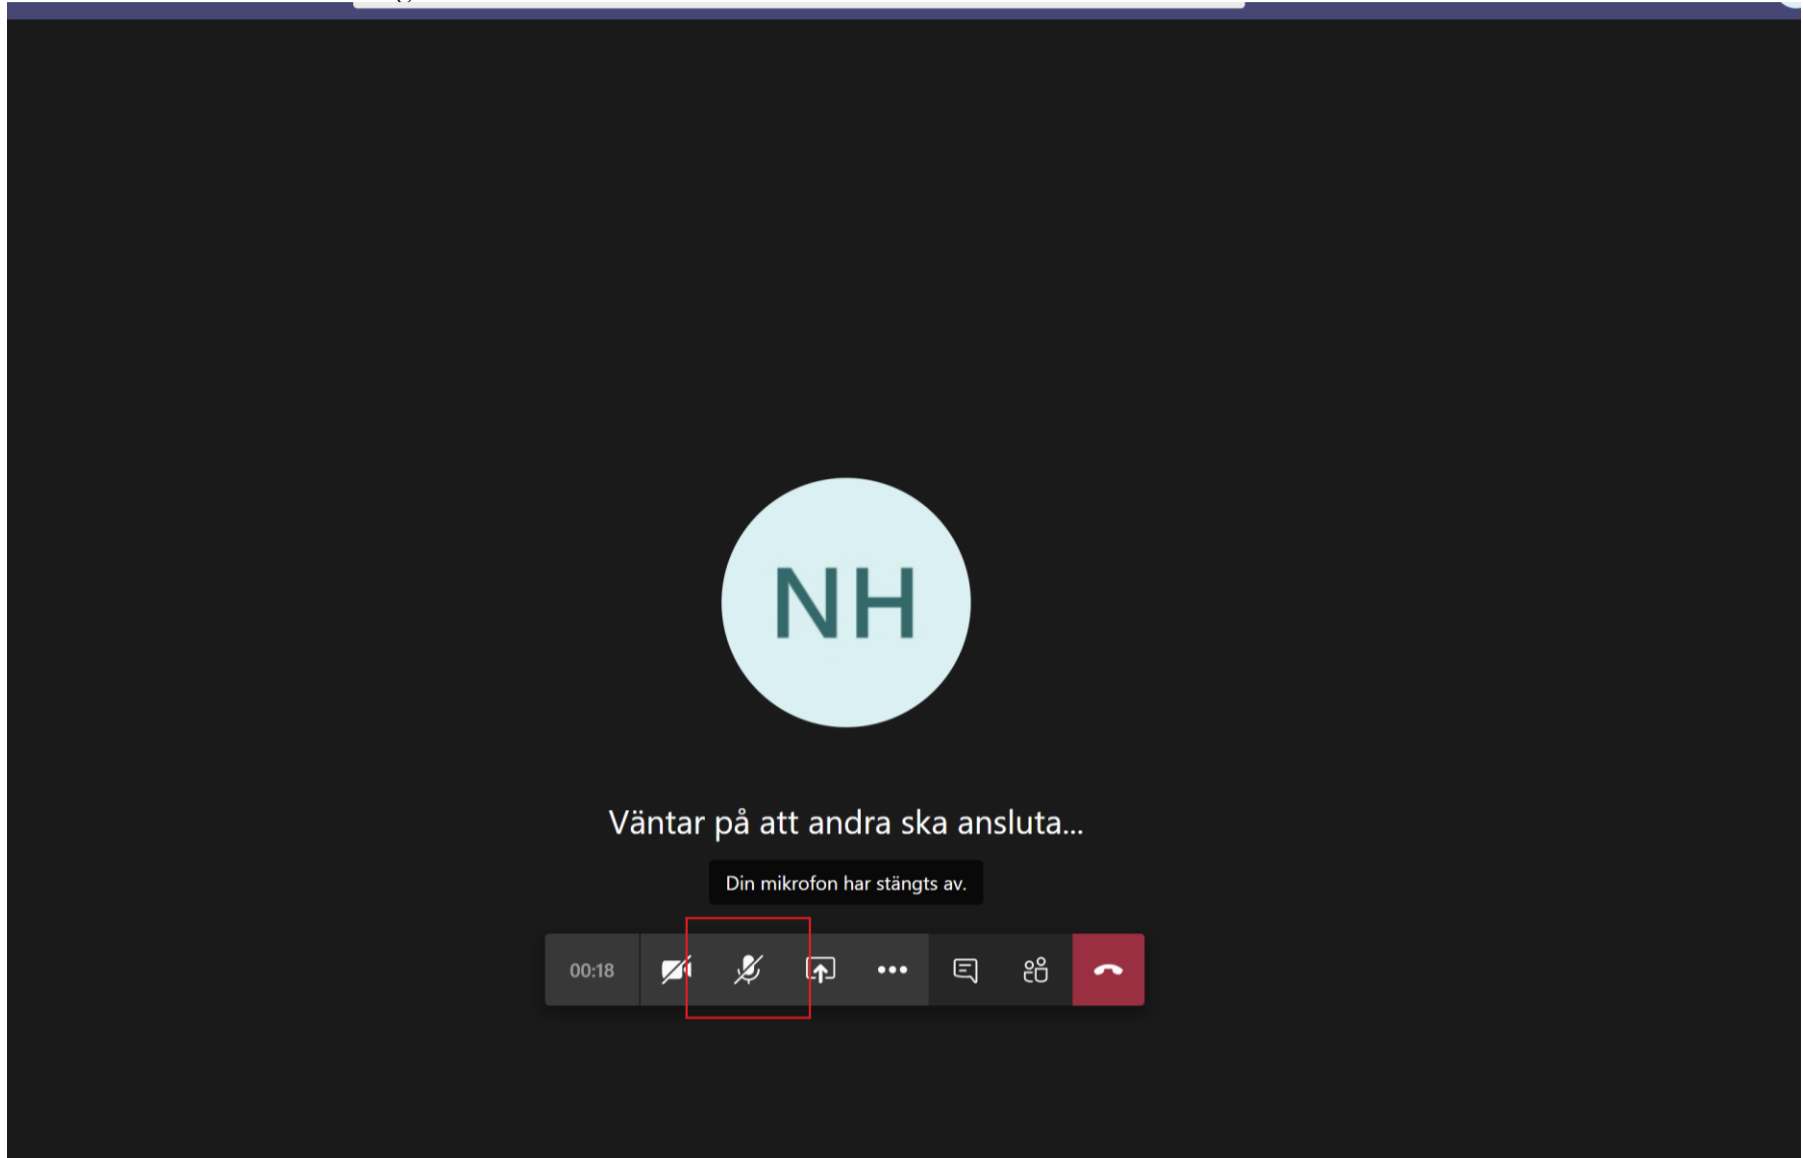 NH
Väntar på att andra ska ansluta...
Din mikrofon har stängts av.
00:18